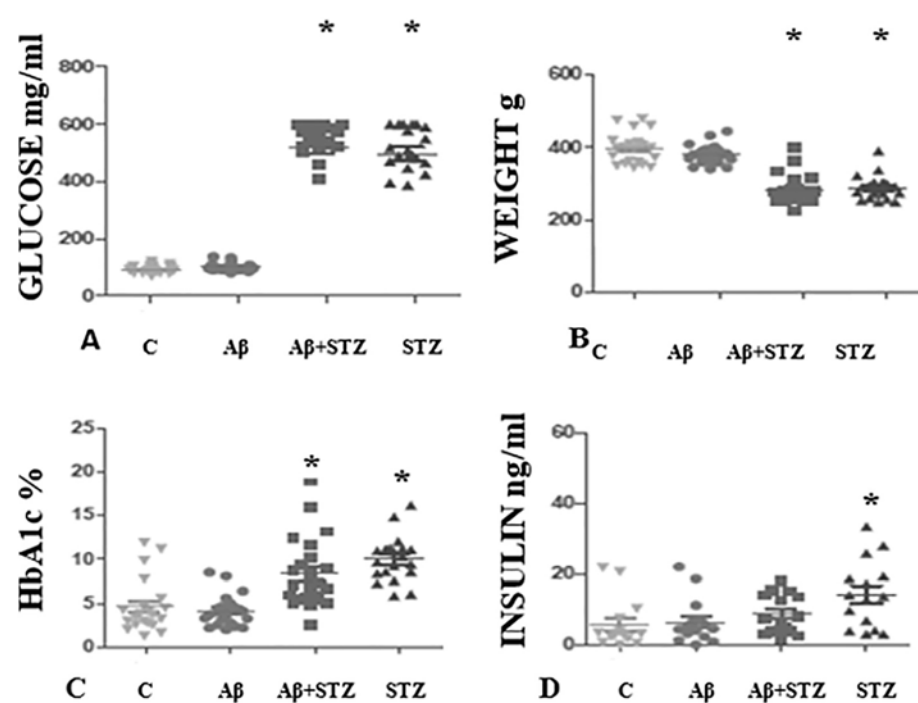 * *
GLUCOSE mg/ml
800
600
400
200
0
A C Aβ Aβ+STZ STZ
* *
WEIGHT g
600
400
200
0
B C Aβ Aβ+STZ STZ
* *
HbA1c %
25
20
15
10
5
0
C C Aβ Aβ+STZ STZ
*
INSULIN ng/ml
60
40
20
0
D C Aβ Aβ+STZ STZ